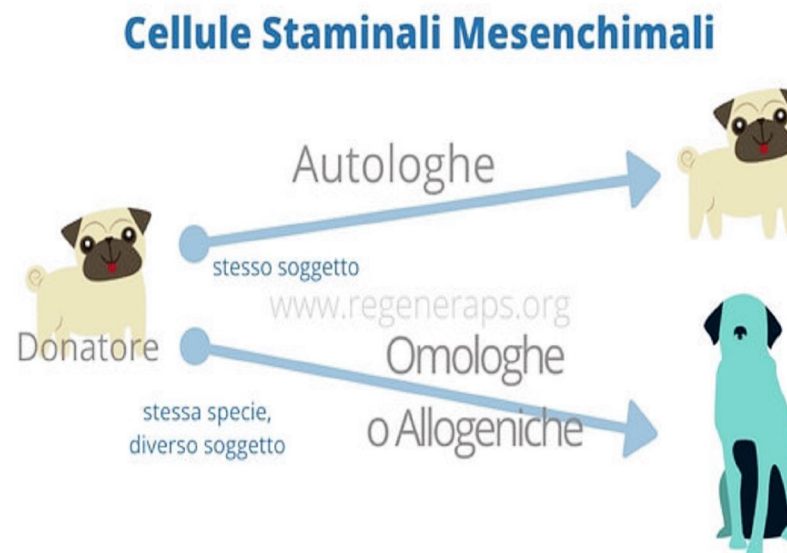 Cellule Staminali Mesenchimali
Autologhe
stesso soggetto
www.regeneraps.org
Donatore
Omologhe
o Allogeniche
stessa specie,
diverso soggetto